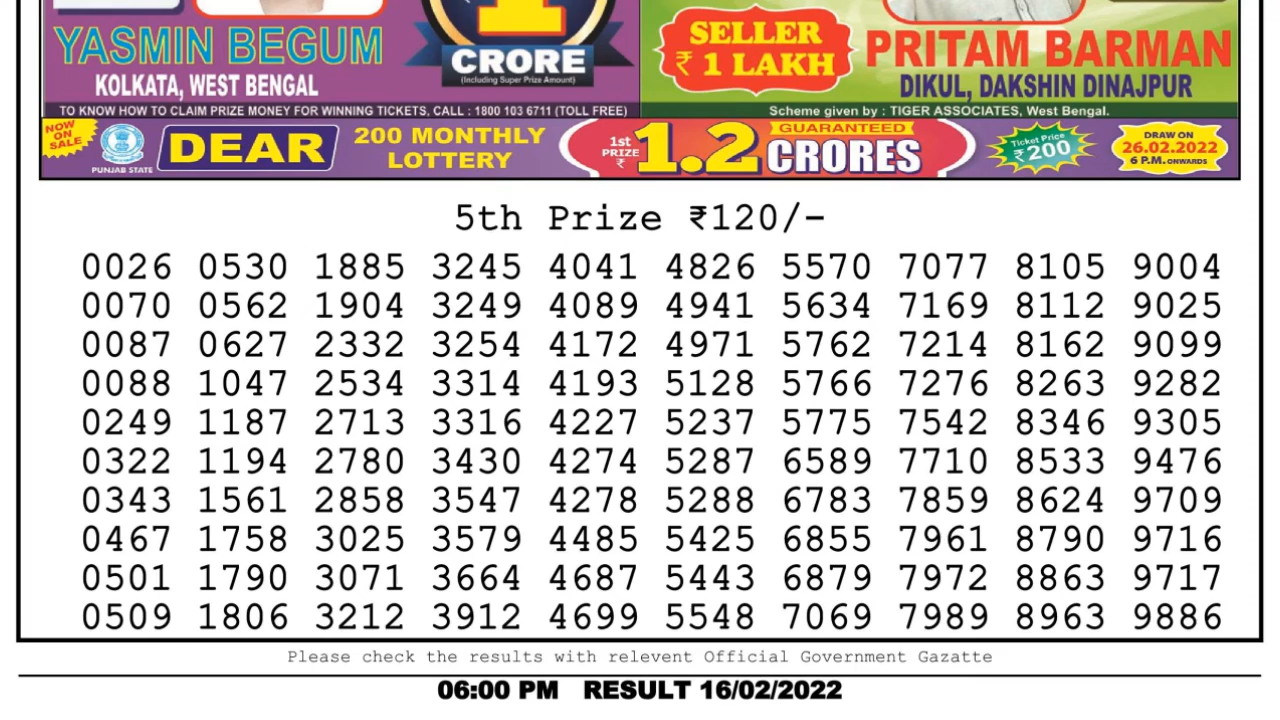 1
CRORE
(Including Super Prize Amount)
YASMIN BEGUM
KOLKATA, WEST BENGAL
SELLER
₹ 1 LAKH
PRITAM BARMAN
DIKUL, DAKSHIN DINAJPUR
TO KNOW HOW TO CLAIM PRIZE MONEY FOR WINNING TICKETS, CALL : 1800 103 6711 (TOLL FREE)
Scheme given by : TIGER ASSOCIATES, West Bengal.
NOW
ON
SALE
PUNJAB STATE
DEAR
200 MONTHLY
LOTTERY
1st
PRIZE
₹
1.2
GUARANTEED
CRORES
Ticket Price
₹200
DRAW ON
26.02.2022
6 P.M. ONWARDS
5th Prize ₹120/-
0026 0530 1885 3245 4041 4826 5570 7077 8105 9004
0070 0562 1904 3249 4089 4941 5634 7169 8112 9025
0087 0627 2332 3254 4172 4971 5762 7214 8162 9099
0088 1047 2534 3314 4193 5128 5766 7276 8263 9282
0249 1187 2713 3316 4227 5237 5775 7542 8346 9305
0322 1194 2780 3430 4274 5287 6589 7710 8533 9476
0343 1561 2858 3547 4278 5288 6783 7859 8624 9709
0467 1758 3025 3579 4485 5425 6855 7961 8790 9716
0501 1790 3071 3664 4687 5443 6879 7972 8863 9717
0509 1806 3212 3912 4699 5548 7069 7989 8963 9886
Please check the results with relevent Official Government Gazatte
06:00 PM RESULT 16/02/2022